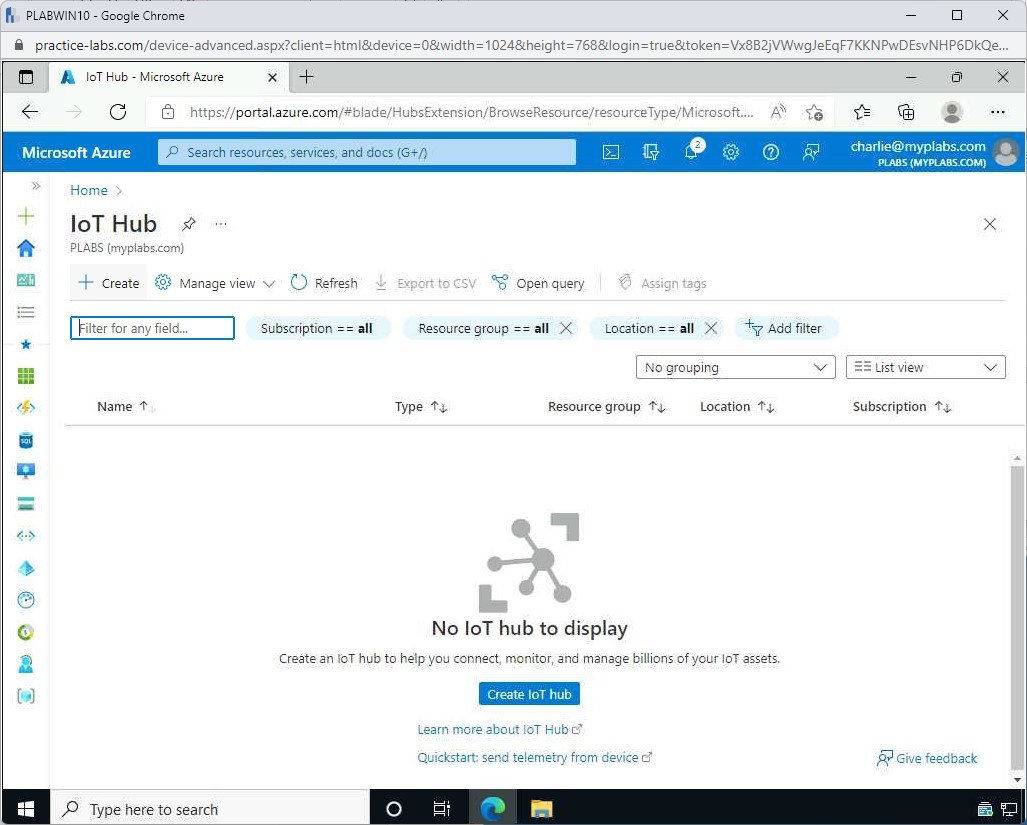 PLABWIN10 - Google Chrome
practice-labs.com/device-advanced.aspx?client=html&device=0&width=1024&height=768&login=true&token=Vx8B2jVWwgJeEqF7KKNPwDEsvNHP6DkQe...
IoT Hub - Microsoft Azure
https://portal.azure.com/#blade/HubsExtension/BrowseResource/resourceType/Microsoft....
Microsoft Azure
Search resources, services, and docs (G+/)
2
charlie@myplabs.com
PLABS (MYPLABS.COM)
Home
IoT Hub
PLABS (myplabs.com)
Create Manage view Refresh Export to CSV Open query Assign tags
Filter for any field... Subscription == all Resource group == all Location == all Add filter
No grouping List view
Name Type Resource group Location Subscription
SQL
No IoT hub to display
Create an IoT hub to help you connect, monitor, and manage billions of your IoT assets.
Create IoT hub
Learn more about IoT Hub
Quickstart: send telemetry from device
Give feedback
Type here to search